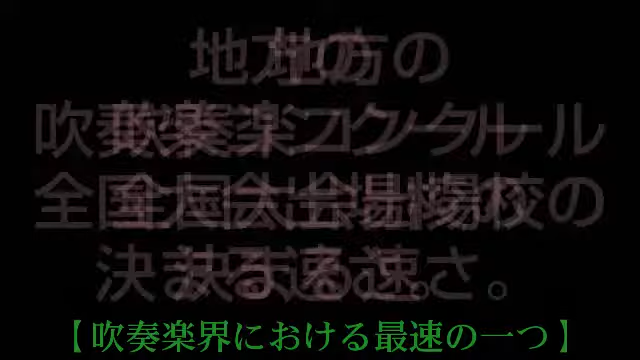 地方の
吹奏楽コンクール
全国大会出場校の
決まる速さ。
【吹奏楽界における最速の一つ】